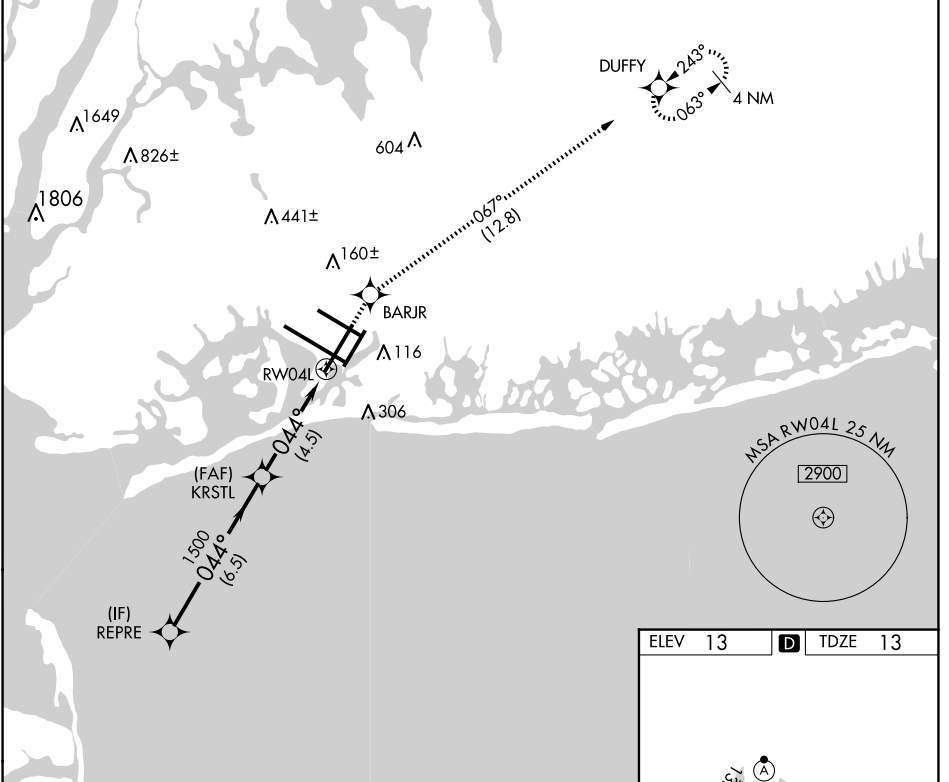 DUFFY
243°
063°
4 NM
1649
826±
604
1806
441±
067°
(12.8)
160±
BARJR
116
RW04L
306
044°
(4.5)
(FAF)
KRSTL
MSA RW04L 25 NM
2900
1500
044°
(6.5)
(IF)
REPRE
ELEV 13
D
TDZE 13
A